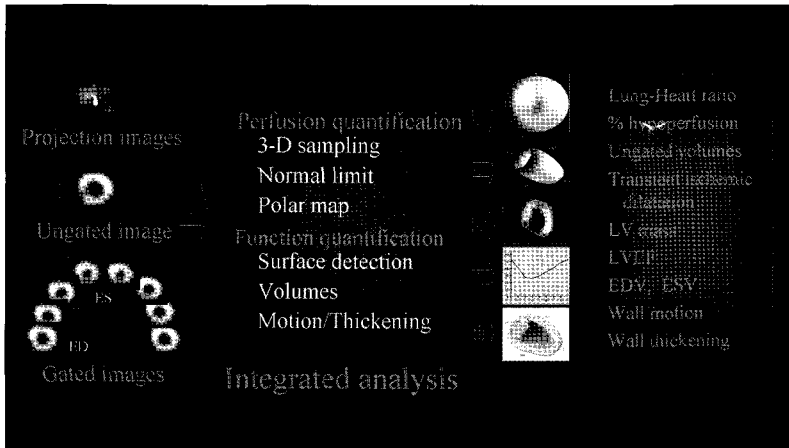 Projection images
Ungated image
ES
ED
Gated images
Perfusion quantification
3-D sampling
Normal limit
Polar map
Function quantification
Surface detection
Volumes
Motion/Thickening
Integrated analysis
Lung-Heart ratio
% hypoperfusion
Ungated volumes
Transient ischemic
dilatation
LV mass
LVEF
EDV, ESV
Wall motion
Wall thickening